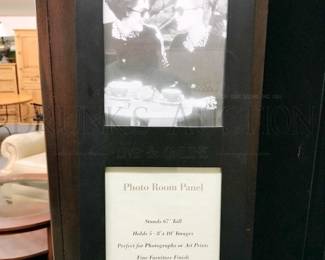 Photo Room Panel
Stands 67" Tall
Holds 5 - 8"x 10" Images
Perfect for Photographs or Art Prints
Fine Furniture Finish